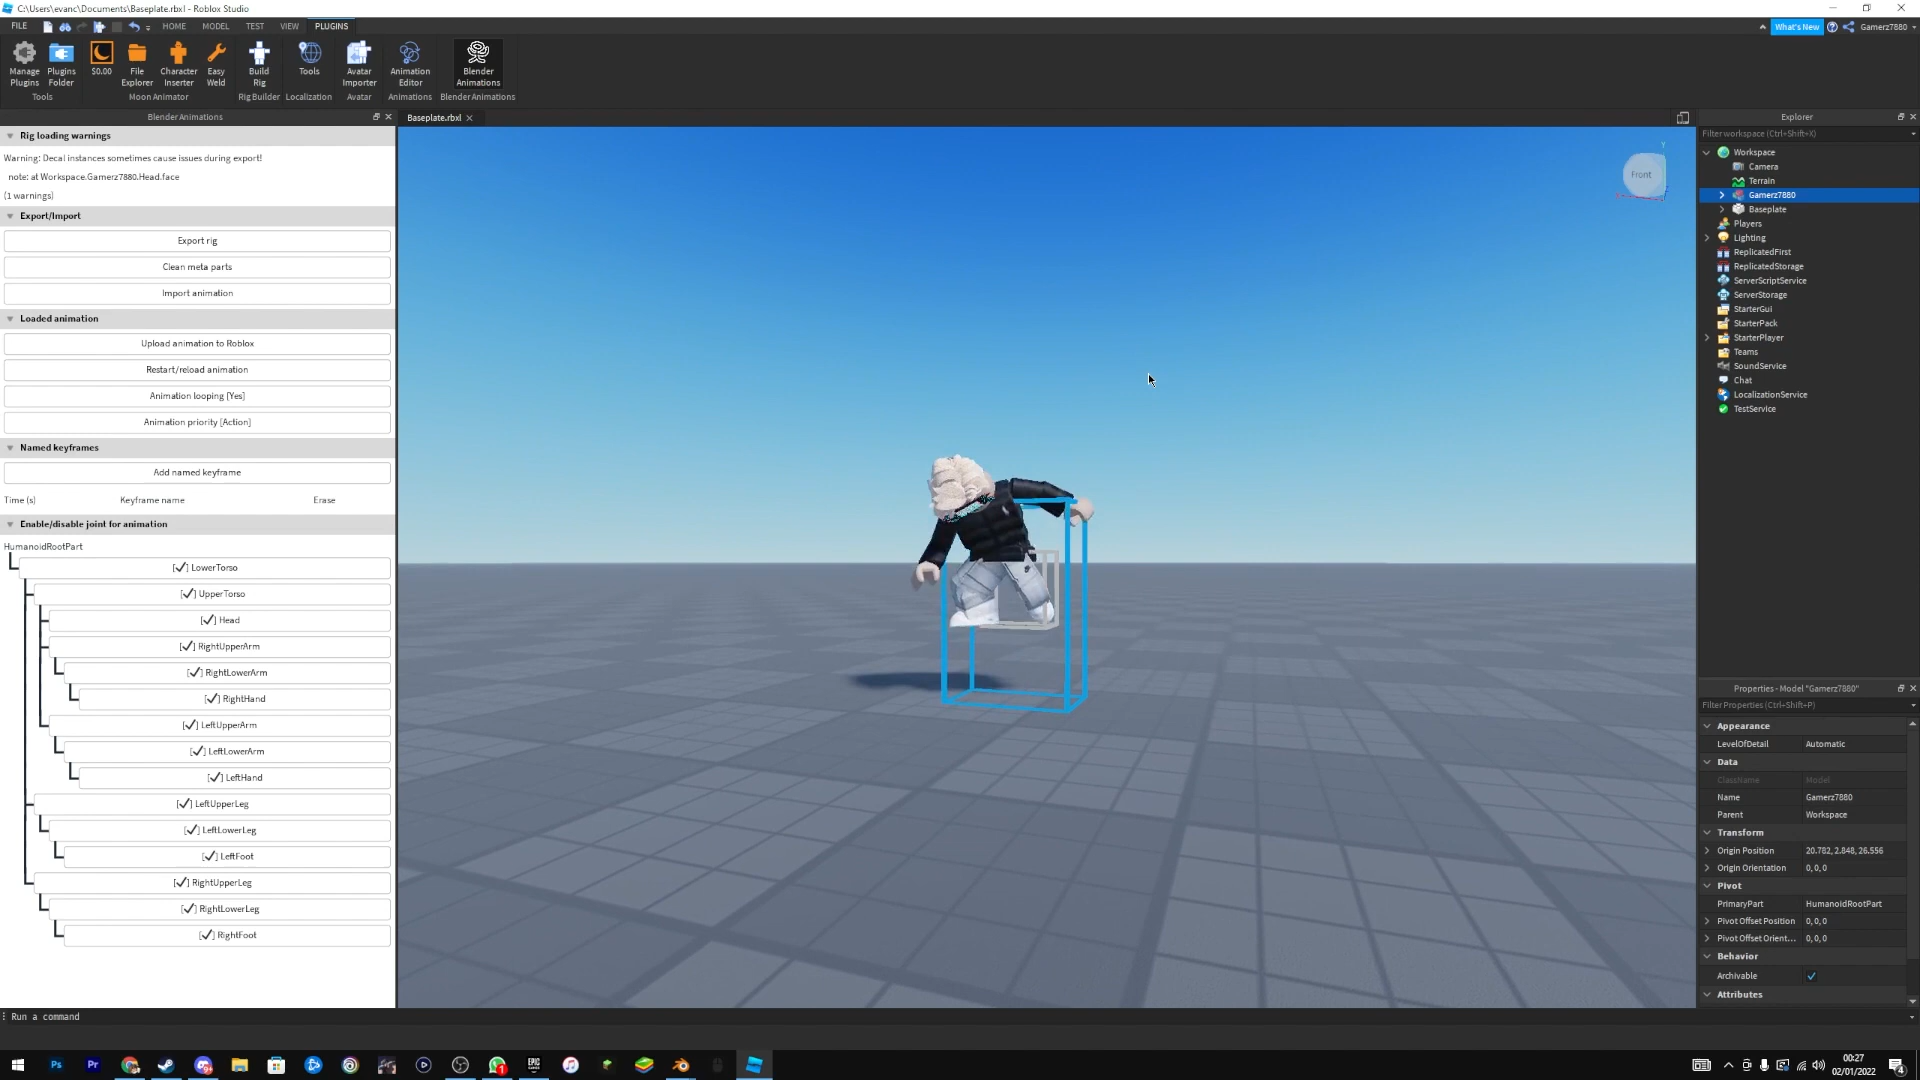 C:\Users\evanc\Documents\Baseplate.rbxl - Roblox Studio
FILE
HOME
MODEL
TEST
VIEW
PLUGINS
What's New
Gamerz7880
Manage Plugins
Plugins Folder
$0.00
File Explorer
Character Inserter
Easy Weld
Build Rig
Tools
Avatar Importer
Animation Editor
Blender Animations
Tools
Moon Animator
Rig Builder
Localization
Avatar
Animations
Blender Animations
Blender Animations
Rig loading warnings
Warning: Decal instances sometimes cause issues during export!
note: at Workspace.Gamerz7880.Head.face
(1 warnings)
Export/Import
Export rig
Clean meta parts
Import animation
Loaded animation
Upload animation to Roblox
Restart/reload animation
Animation looping [Yes]
Animation priority [Action]
Named keyframes
Add named keyframe
Time (s)
Keyframe name
Erase
Enable/disable joint for animation
HumanoidRootPart
[✓] LowerTorso
[✓] UpperTorso
[✓] Head
[✓] RightUpperArm
[✓] RightLowerArm
[✓] RightHand
[✓] LeftUpperArm
[✓] LeftLowerArm
[✓] LeftHand
[✓] LeftUpperLeg
[✓] LeftLowerLeg
[✓] LeftFoot
[✓] RightUpperLeg
[✓] RightLowerLeg
[✓] RightFoot
Baseplate.rbxl
Y
Front
Explorer
Filter workspace (Ctrl+Shift+X)
Workspace
Camera
Terrain
Gamerz7880
Baseplate
Players
Lighting
ReplicatedFirst
ReplicatedStorage
ServerScriptService
ServerStorage
StarterGui
StarterPack
StarterPlayer
Teams
SoundService
Chat
LocalizationService
TestService
Properties - Model "Gamerz7880"
Filter Properties (Ctrl+Shift+P)
Appearance
LevelOfDetail Automatic
Data
ClassName Model
Name Gamerz7880
Parent Workspace
Transform
Origin Position 20.782, 2.848, 26.556
Origin Orientation 0, 0, 0
Pivot
PrimaryPart HumanoidRootPart
Pivot Offset Position 0, 0, 0
Pivot Offset Orient... 0, 0, 0
Behavior
Archivable
Attributes
Run a command
Ps
Pr
EPIC
00:27
02/01/2022
4